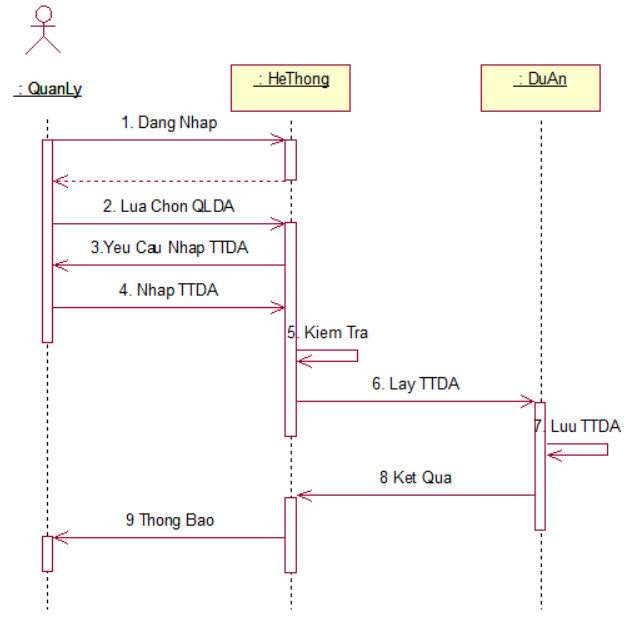 : QuanLy
: HeThong
: DuAn
1. Dang Nhap
2. Lua Chon QLDA
3.Yeu Cau Nhap TTDA
4. Nhap TTDA
5. Kiem Tra
6. Lay TTDA
7. Luu TTDA
8 Ket Qua
9 Thong Bao